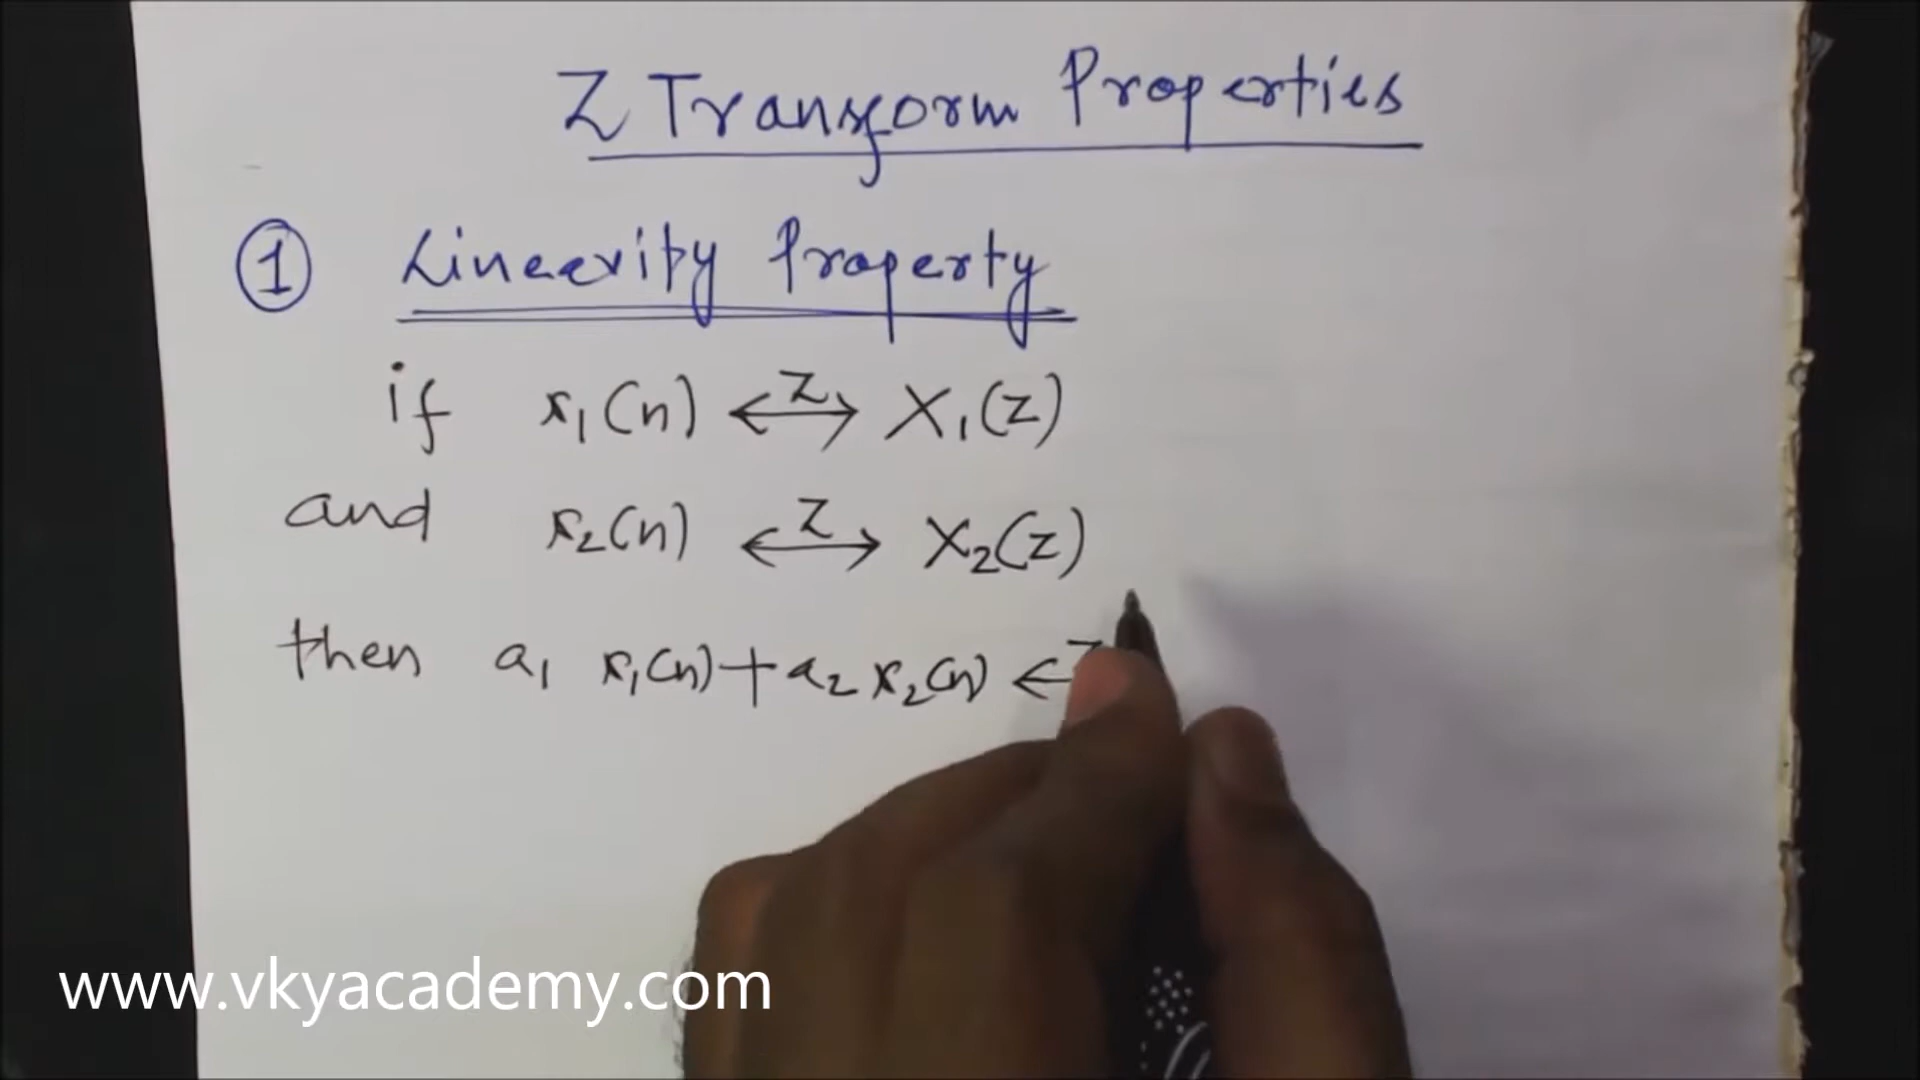 Z Transform Properties
① Linearity Property
if x₁(n) ⟷ᶻ X₁(z)
and x₂(n) ⟷ᶻ X₂(z)
then a₁ x₁(n) + a₂ x₂(n) ⟷ᶻ
www.vkyacademy.com